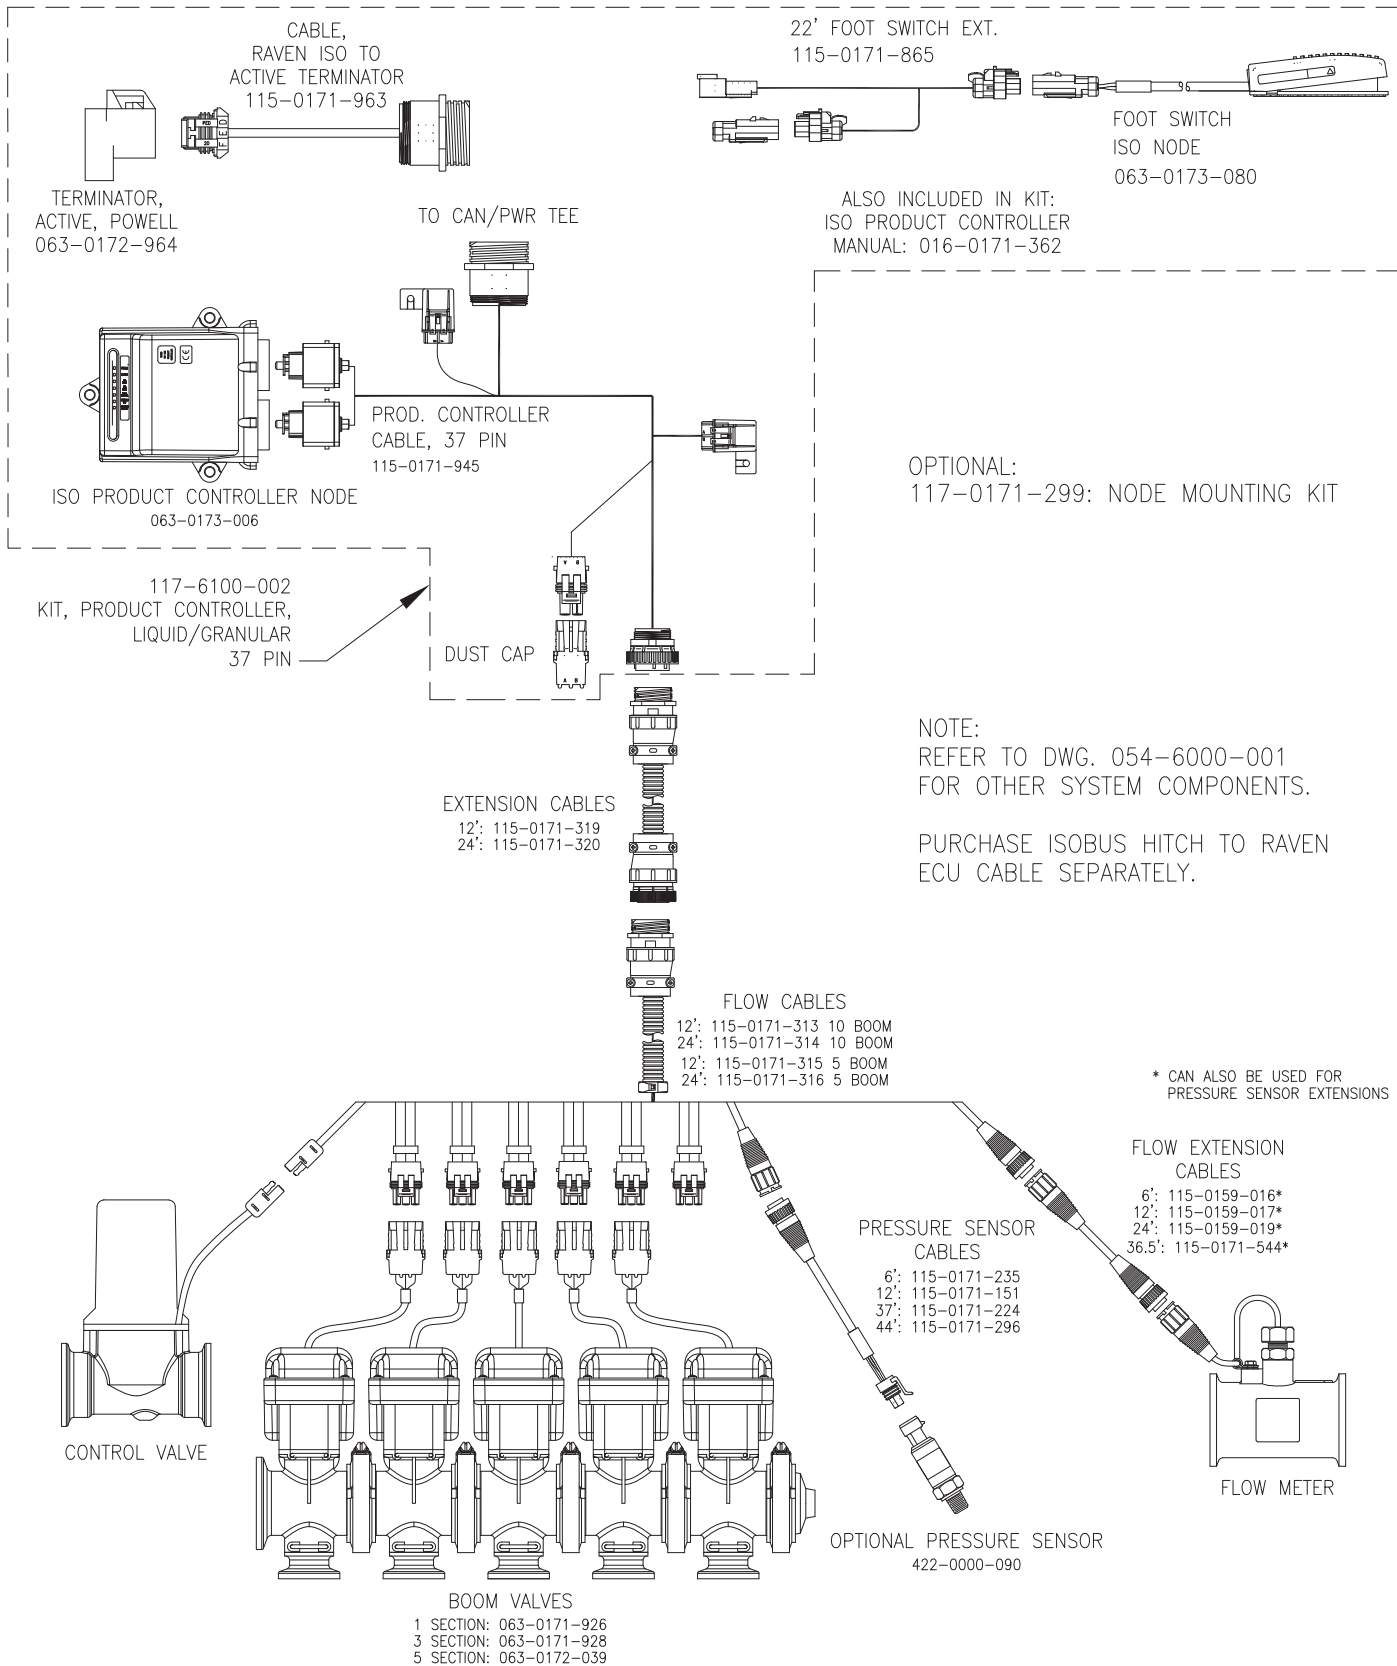 CABLE,
RAVEN ISO TO
ACTIVE TERMINATOR
115-0171-963
22' FOOT SWITCH EXT.
115-0171-865
FOOT SWITCH
ISO NODE
063-0173-080
TERMINATOR,
ACTIVE, POWELL
063-0172-964
TO CAN/PWR TEE
ALSO INCLUDED IN KIT:
ISO PRODUCT CONTROLLER
MANUAL: 016-0171-362
PROD. CONTROLLER
CABLE, 37 PIN
115-0171-945
ISO PRODUCT CONTROLLER NODE
063-0173-006
OPTIONAL:
117-0171-299: NODE MOUNTING KIT
117-6100-002
KIT, PRODUCT CONTROLLER,
LIQUID/GRANULAR
37 PIN
DUST CAP
A B
NOTE:
REFER TO DWG. 054-6000-001
FOR OTHER SYSTEM COMPONENTS.
PURCHASE ISOBUS HITCH TO RAVEN
ECU CABLE SEPARATELY.
EXTENSION CABLES
12': 115-0171-319
24': 115-0171-320
FLOW CABLES
12': 115-0171-313 10 BOOM
24': 115-0171-314 10 BOOM
12': 115-0171-315 5 BOOM
24': 115-0171-316 5 BOOM
* CAN ALSO BE USED FOR
PRESSURE SENSOR EXTENSIONS
FLOW EXTENSION
CABLES
6': 115-0159-016*
12': 115-0159-017*
24': 115-0159-019*
36.5': 115-0171-544*
PRESSURE SENSOR
CABLES
6': 115-0171-235
12': 115-0171-151
37': 115-0171-224
44': 115-0171-296
CONTROL VALVE
FLOW METER
OPTIONAL PRESSURE SENSOR
422-0000-090
BOOM VALVES
1 SECTION: 063-0171-926
3 SECTION: 063-0171-928
5 SECTION: 063-0172-039